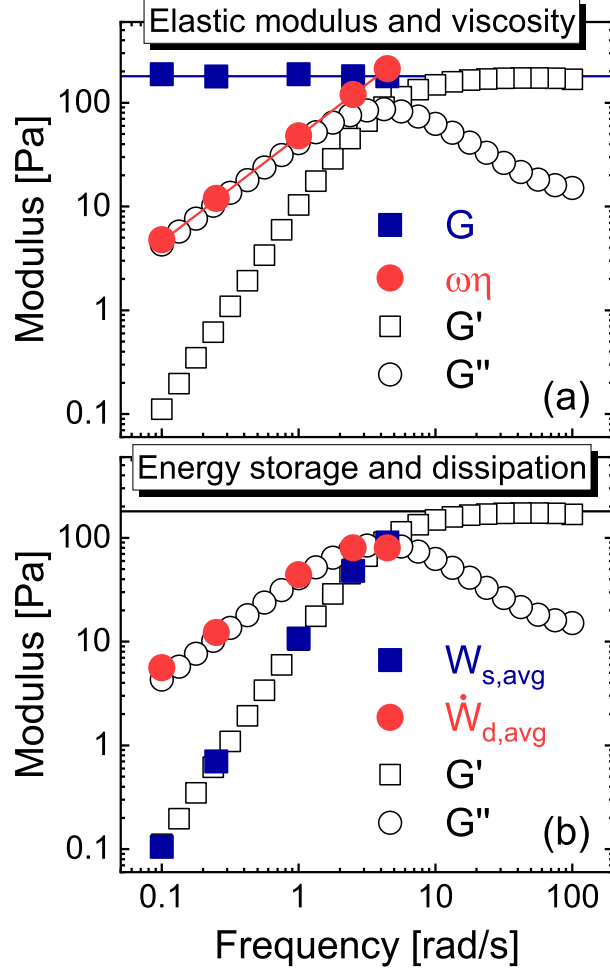 Elastic modulus and viscosity
Modulus [Pa]
100
10
1
0.1
G
ωη
G'
G''
(a)
Energy storage and dissipation
Modulus [Pa]
100
10
1
0.1
W_s,avg
Ẇ_d,avg
G'
G''
(b)
0.1 1 10 100
Frequency [rad/s]